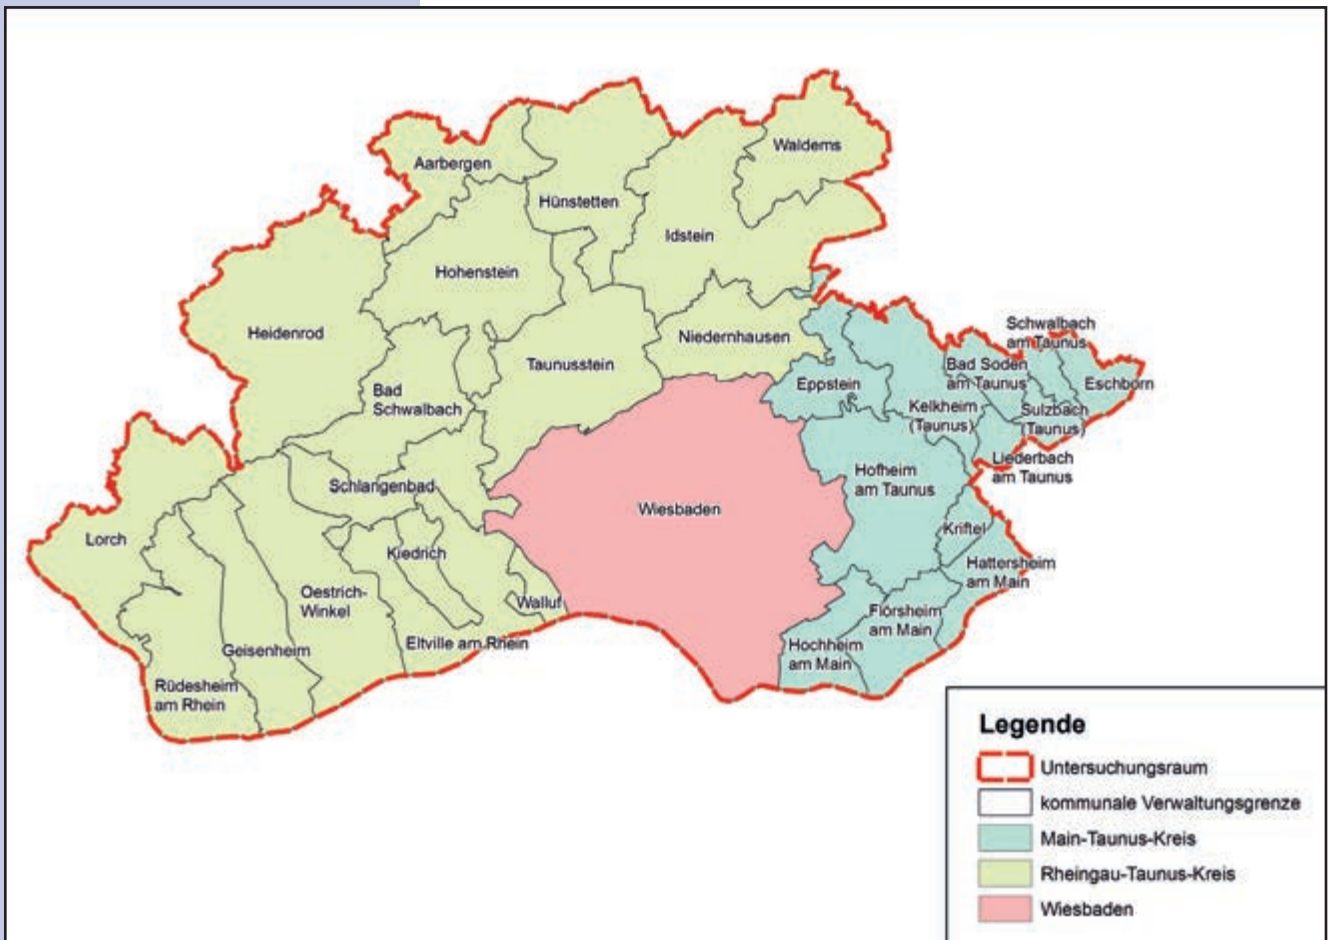 Waldems
Aarbergen
Hünstetten
Idstein
Hohenstein
Heidenrod
Niedernhausen
Schwalbach
am Taunus
Taunusstein
Bad Soden
am Taunus
Eppstein
Eschborn
Bad
Schwalbach
Kelkheim
(Taunus)
Sulzbach
(Taunus)
Liederbach
am Taunus
Hofheim
am Taunus
Schlangenbad
Wiesbaden
Kriftel
Lorch
Kiedrich
Hattersheim
am Main
Oestrich-
Winkel
Walluf
Flörsheim
am Main
Eltville am Rhein
Geisenheim
Hochheim
am Main
Rüdesheim
am Rhein
Legende
Untersuchungsraum
kommunale Verwaltungsgrenze
Main-Taunus-Kreis
Rheingau-Taunus-Kreis
Wiesbaden